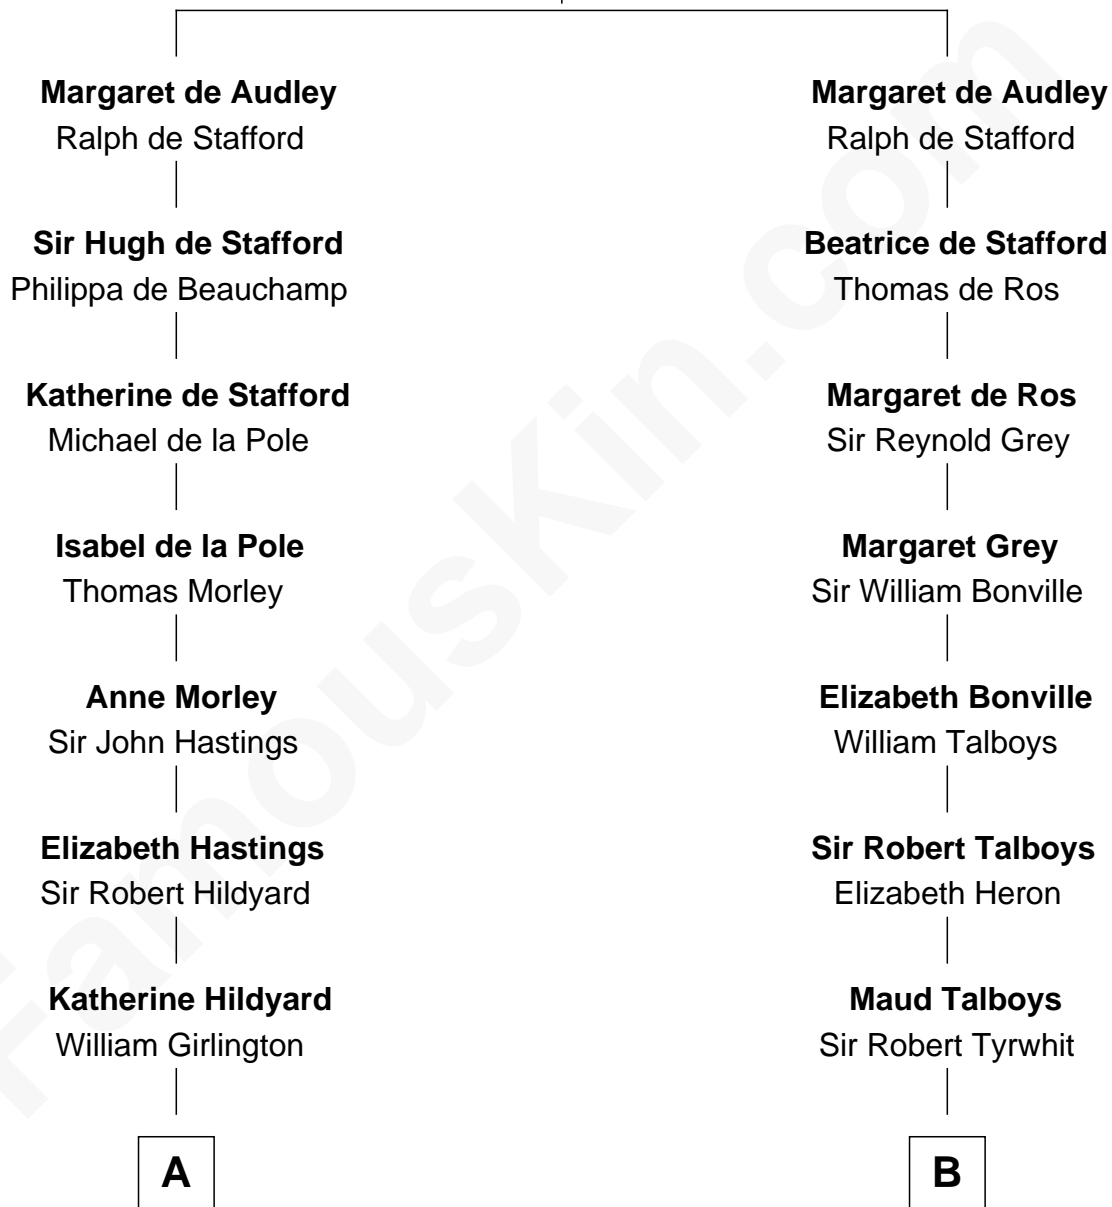 Margaret de Audley
Ralph de Stafford
Sir Hugh de Stafford
Philippa de Beauchamp
Katherine de Stafford
Michael de la Pole
Isabel de la Pole
Thomas Morley
Anne Morley
Sir John Hastings
Elizabeth Hastings
Sir Robert Hildyard
Katherine Hildyard
William Girlington
A
Margaret de Audley
Ralph de Stafford
Beatrice de Stafford
Thomas de Ros
Margaret de Ros
Sir Reynold Grey
Margaret Grey
Sir William Bonville
Elizabeth Bonville
William Talboys
Sir Robert Talboys
Elizabeth Heron
Maud Talboys
Sir Robert Tyrwhit
B
FamousKin.com